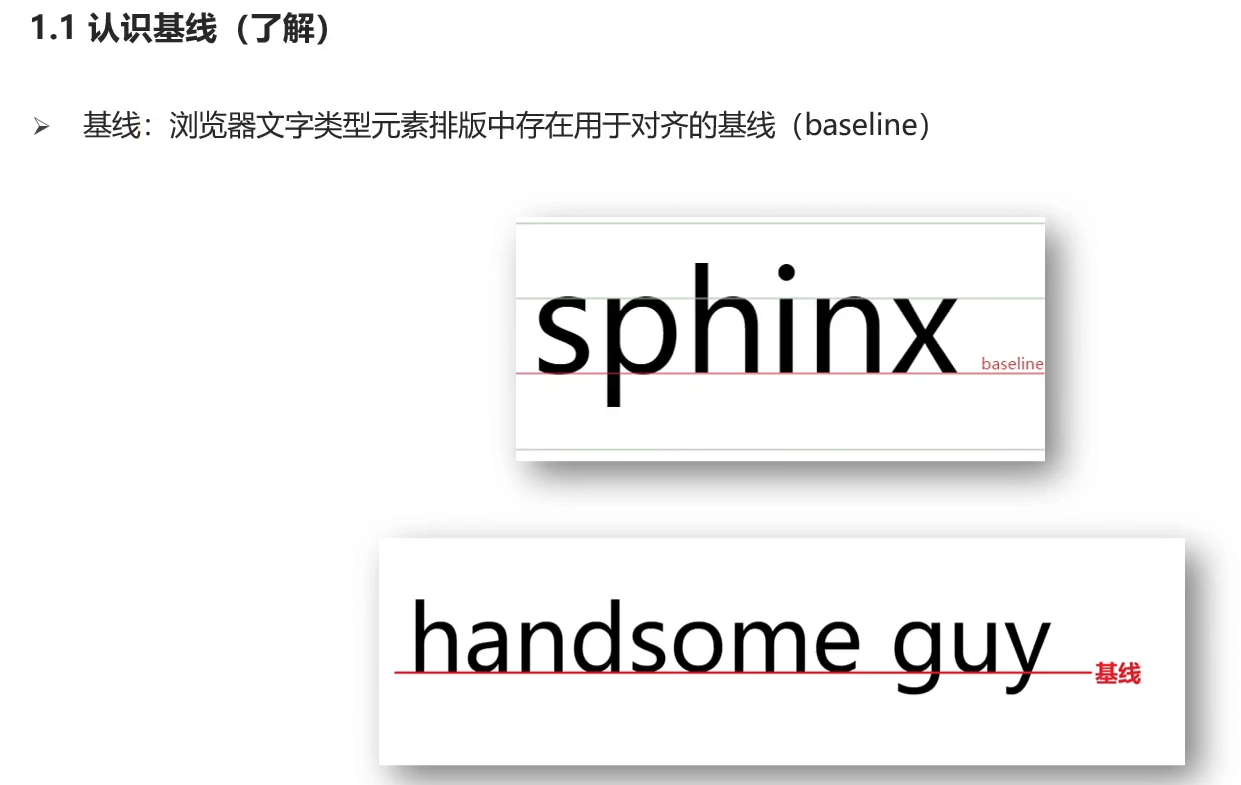 1.1 认识基线（了解）
➢ 基线：浏览器文字类型元素排版中存在用于对齐的基线（baseline）
sphinx
baseline
handsome guy
基线